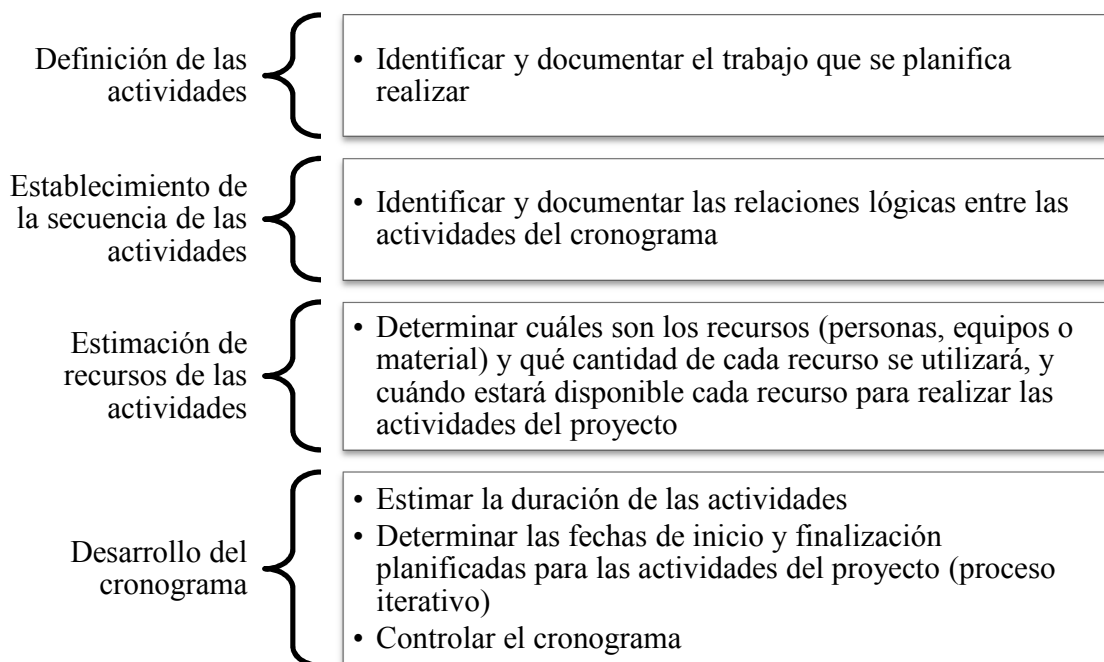 Definición de las
actividades
• Identificar y documentar el trabajo que se planifica
realizar
Establecimiento de
la secuencia de las
actividades
• Identificar y documentar las relaciones lógicas entre las
actividades del cronograma
Estimación de
recursos de las
actividades
• Determinar cuáles son los recursos (personas, equipos o
material) y qué cantidad de cada recurso se utilizará, y
cuándo estará disponible cada recurso para realizar las
actividades del proyecto
Desarrollo del
cronograma
• Estimar la duración de las actividades
• Determinar las fechas de inicio y finalización
planificadas para las actividades del proyecto (proceso
iterativo)
• Controlar el cronograma